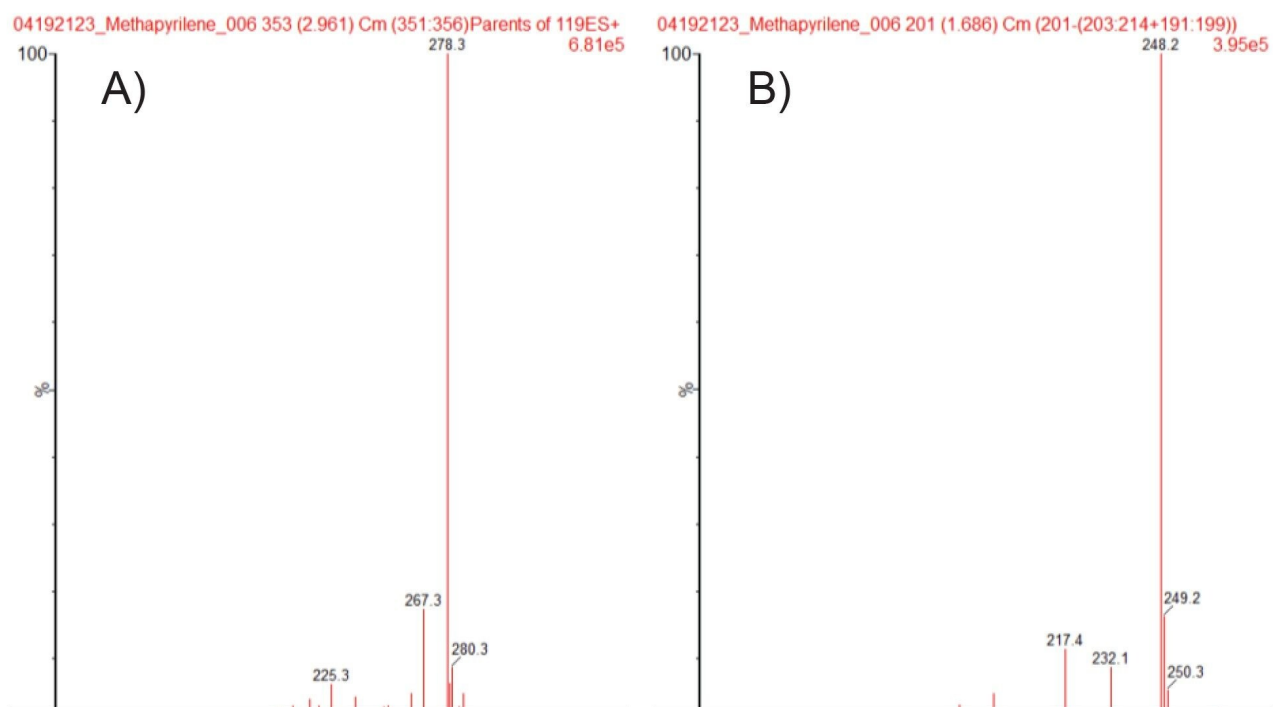 04192123_Methapyrilene_006 353 (2.961) Cm (351:356)Parents of 119ES+
6.81e5
278.3
100
A)
%
267.3
280.3
225.3
04192123_Methapyrilene_006 201 (1.686) Cm (201-(203:214+191:199))
3.95e5
248.2
100
B)
%
249.2
217.4
232.1
250.3